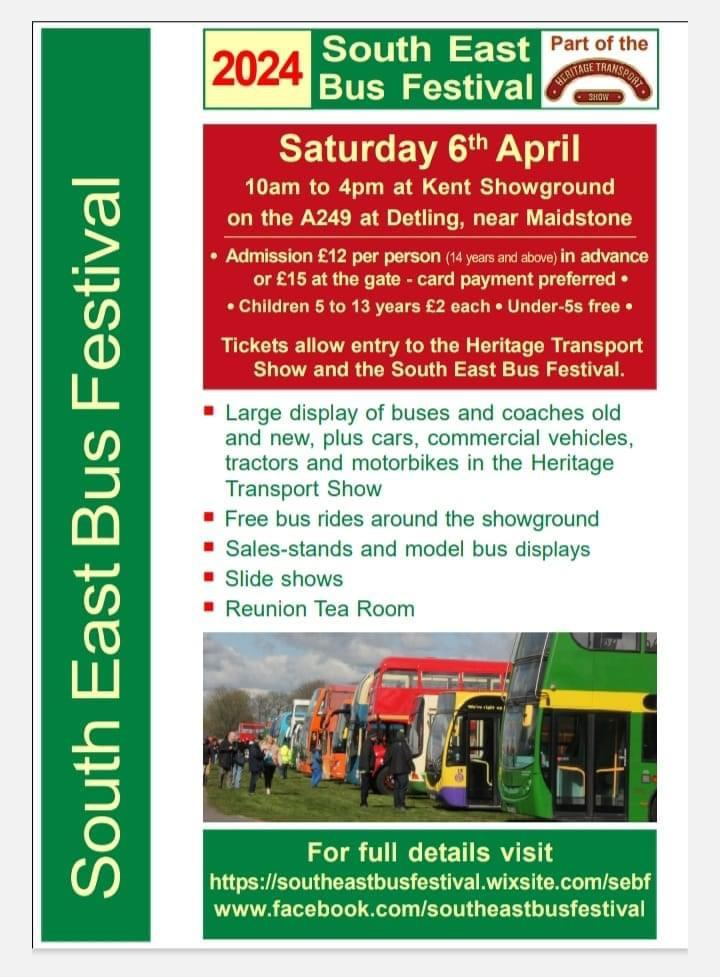 South East Bus Festival
2024
South East
Bus Festival
Part of the
HERITAGE TRANSPORT
SHOW
Saturday 6th April
10am to 4pm at Kent Showground
on the A249 at Detling, near Maidstone
• Admission £12 per person (14 years and above) in advance
or £15 at the gate - card payment preferred •
• Children 5 to 13 years £2 each • Under-5s free •
Tickets allow entry to the Heritage Transport
Show and the South East Bus Festival.
▪ Large display of buses and coaches old
and new, plus cars, commercial vehicles,
tractors and motorbikes in the Heritage
Transport Show
▪ Free bus rides around the showground
▪ Sales-stands and model bus displays
▪ Slide shows
▪ Reunion Tea Room
For full details visit
https://southeastbusfestival.wixsite.com/sebf
www.facebook.com/southeastbusfestival